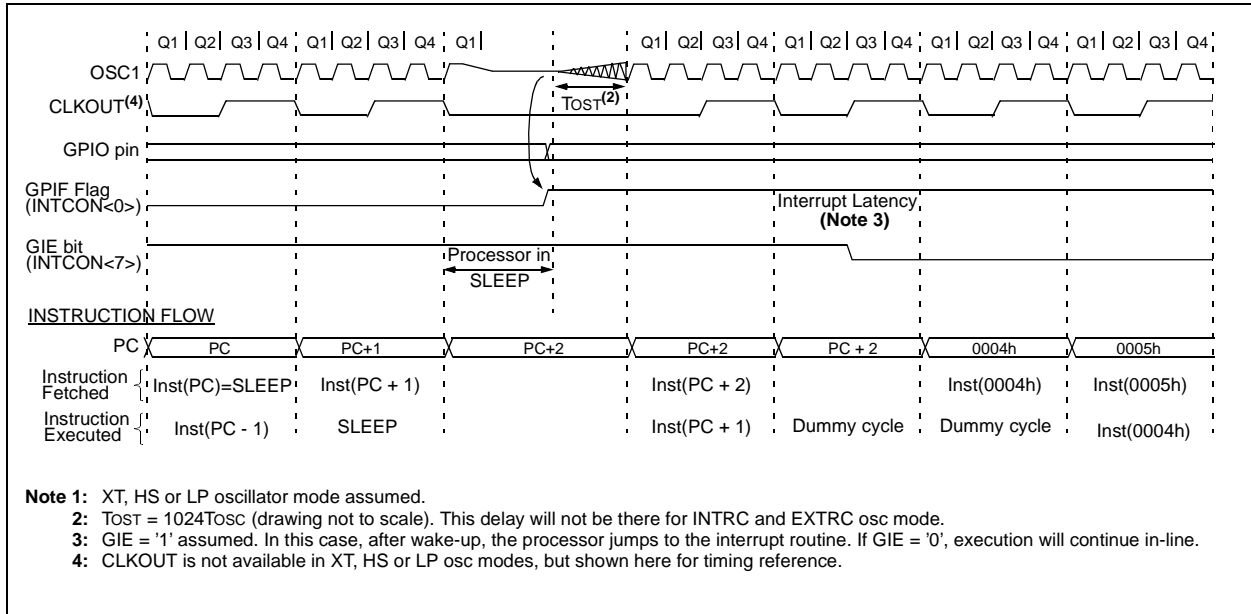 Q1 Q2 Q3 Q4 Q1 Q2 Q3 Q4 Q1 Q1 Q2 Q3 Q4 Q1 Q2 Q3 Q4 Q1 Q2 Q3 Q4 Q1 Q2 Q3 Q4
OSC1
TOST(2)
CLKOUT(4)
GPIO pin
GPIF Flag
(INTCON<0>)
Interrupt Latency
(Note 3)
GIE bit
(INTCON<7>)
Processor in
SLEEP
INSTRUCTION FLOW
PC PC PC+1 PC+2 PC+2 PC + 2 0004h 0005h
Instruction
Fetched
Inst(PC)=SLEEP Inst(PC + 1) Inst(PC + 2) Inst(0004h) Inst(0005h)
Instruction
Executed
Inst(PC - 1) SLEEP Inst(PC + 1) Dummy cycle Dummy cycle Inst(0004h)
Note 1: XT, HS or LP oscillator mode assumed.
2: TOST = 1024TOSC (drawing not to scale). This delay will not be there for INTRC and EXTRC osc mode.
3: GIE = '1' assumed. In this case, after wake-up, the processor jumps to the interrupt routine. If GIE = '0', execution will continue in-line.
4: CLKOUT is not available in XT, HS or LP osc modes, but shown here for timing reference.